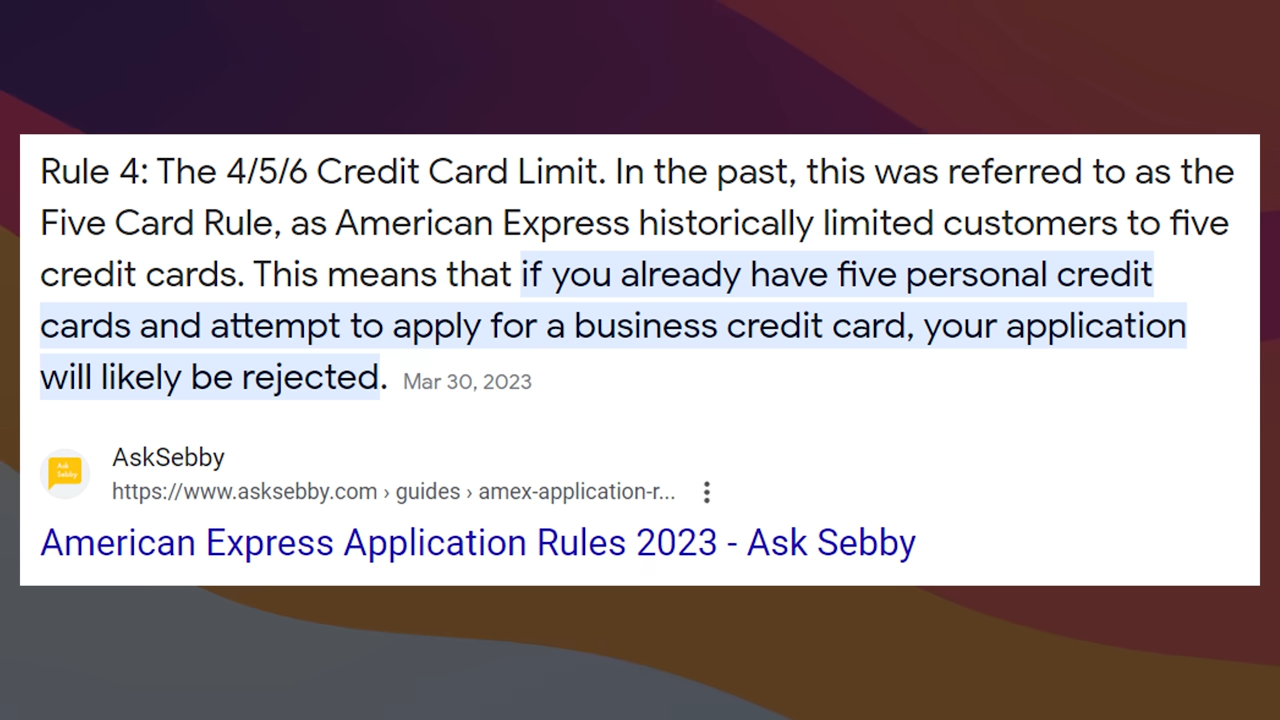 Rule 4: The 4/5/6 Credit Card Limit. In the past, this was referred to as the
Five Card Rule, as American Express historically limited customers to five
credit cards. This means that if you already have five personal credit
cards and attempt to apply for a business credit card, your application
will likely be rejected. Mar 30, 2023
Ask
Sebby
AskSebby
https://www.asksebby.com › guides › amex-application-r...
American Express Application Rules 2023 - Ask Sebby